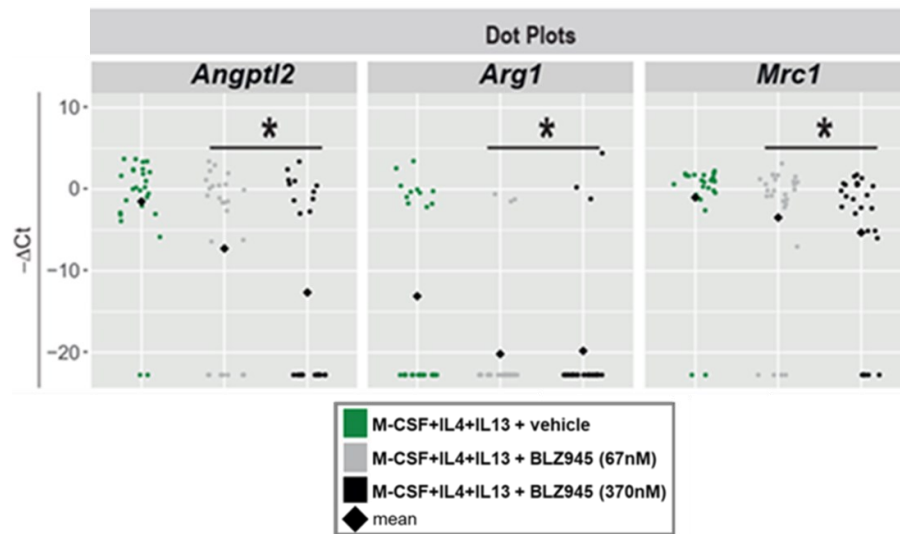 Dot Plots
Angptl2 Arg1 Mrc1
* * *
10
0
−10
−20
−ΔCt
M-CSF+IL4+IL13 + vehicle
M-CSF+IL4+IL13 + BLZ945 (67nM)
M-CSF+IL4+IL13 + BLZ945 (370nM)
mean